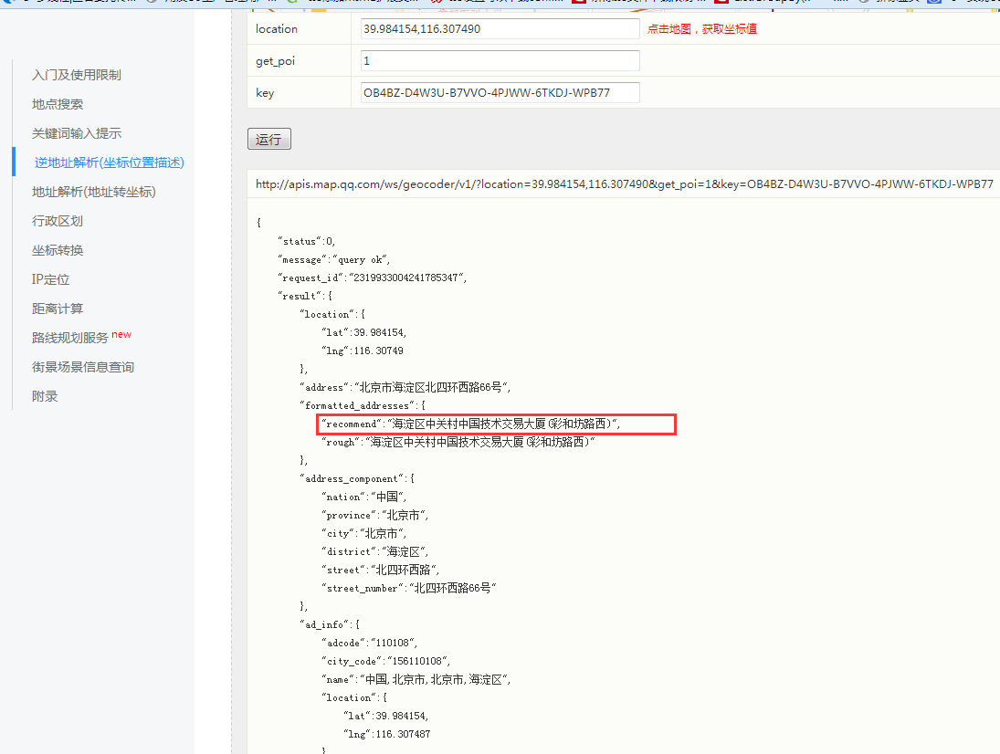 入门及使用限制
地点搜索
关键词输入提示
逆地址解析(坐标位置描述)
地址解析(地址转坐标)
行政区划
坐标转换
IP定位
距离计算
路线规划服务 new
街景场景信息查询
附录
location 39.984154,116.307490 点击地图，获取坐标值
get_poi 1
key OB4BZ-D4W3U-B7VVO-4PJWW-6TKDJ-WPB77
运行
http://apis.map.qq.com/ws/geocoder/v1/?location=39.984154,116.307490&get_poi=1&key=OB4BZ-D4W3U-B7VVO-4PJWW-6TKDJ-WPB77
{
"status":0,
"message":"query ok",
"request_id":"2319933004241785347",
"result":{
"location":{
"lat":39.984154,
"lng":116.30749
},
"address":"北京市海淀区北四环西路66号",
"formatted_addresses":{
"recommend":"海淀区中关村中国技术交易大厦(彩和坊路西)",
"rough":"海淀区中关村中国技术交易大厦(彩和坊路西)"
},
"address_component":{
"nation":"中国",
"province":"北京市",
"city":"北京市",
"district":"海淀区",
"street":"北四环西路",
"street_number":"北四环西路66号"
},
"ad_info":{
"adcode":"110108",
"city_code":"156110108",
"name":"中国,北京市,北京市,海淀区",
"location":{
"lat":39.984154,
"lng":116.307487
}